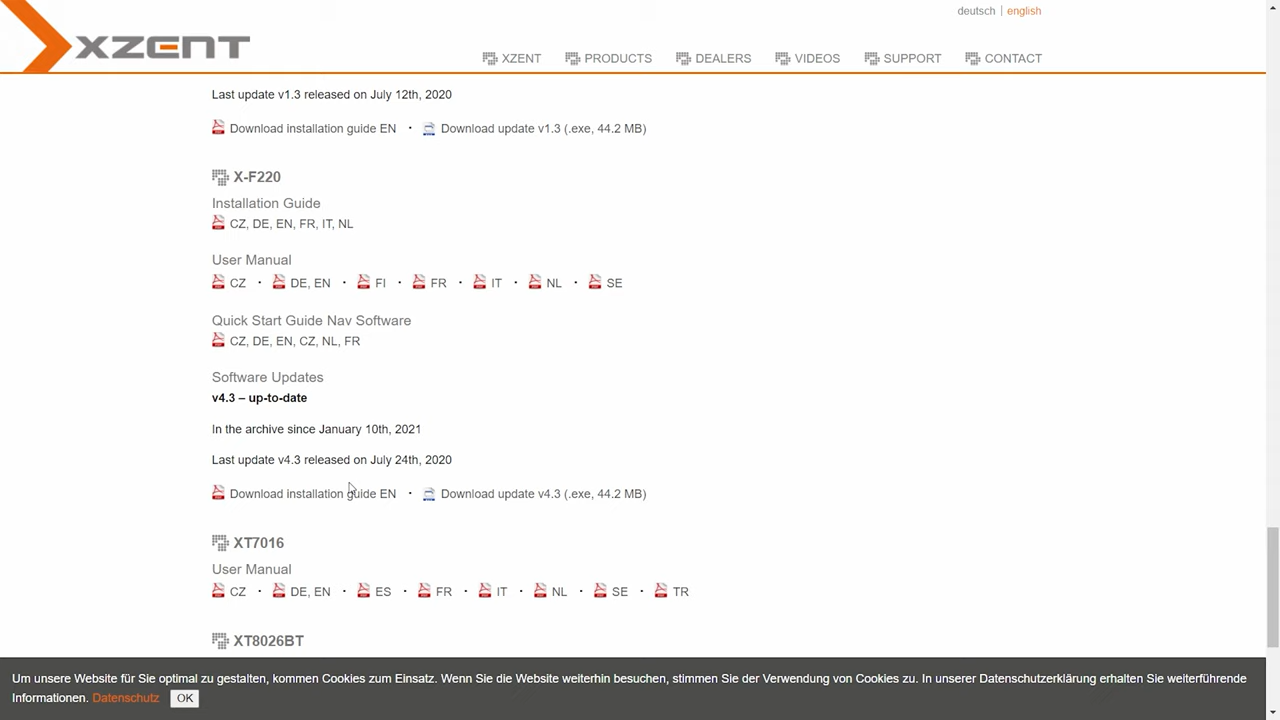 deutsch | english
XZENT
XZENT PRODUCTS DEALERS VIDEOS SUPPORT CONTACT
Last update v1.3 released on July 12th, 2020
Download installation guide EN · Download update v1.3 (.exe, 44.2 MB)
X-F220
Installation Guide
CZ, DE, EN, FR, IT, NL
User Manual
CZ · DE, EN · FI · FR · IT · NL · SE
Quick Start Guide Nav Software
CZ, DE, EN, CZ, NL, FR
Software Updates
v4.3 – up-to-date
In the archive since January 10th, 2021
Last update v4.3 released on July 24th, 2020
Download installation guide EN · Download update v4.3 (.exe, 44.2 MB)
XT7016
User Manual
CZ · DE, EN · ES · FR · IT · NL · SE · TR
XT8026BT
Um unsere Website für Sie optimal zu gestalten, kommen Cookies zum Einsatz. Wenn Sie die Website weiterhin besuchen, stimmen Sie der Verwendung von Cookies zu. In unserer Datenschutzerklärung erhalten Sie weiterführende
Informationen. Datenschutz OK